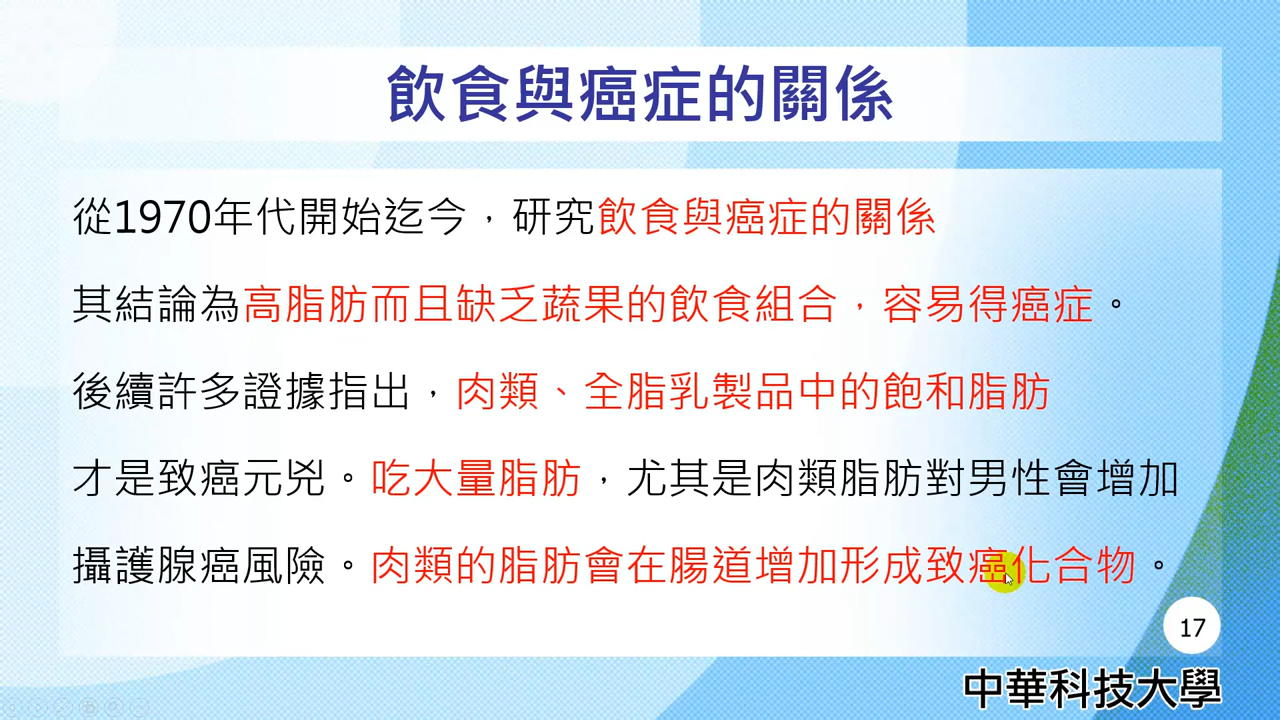 飲食與癌症的關係
從1970年代開始迄今，研究飲食與癌症的關係
其結論為高脂肪而且缺乏蔬果的飲食組合，容易得癌症。
後續許多證據指出，肉類、全脂乳製品中的飽和脂肪
才是致癌元兇。吃大量脂肪，尤其是肉類脂肪對男性會增加
攝護腺癌風險。肉類的脂肪會在腸道增加形成致癌化合物。
17
中華科技大學